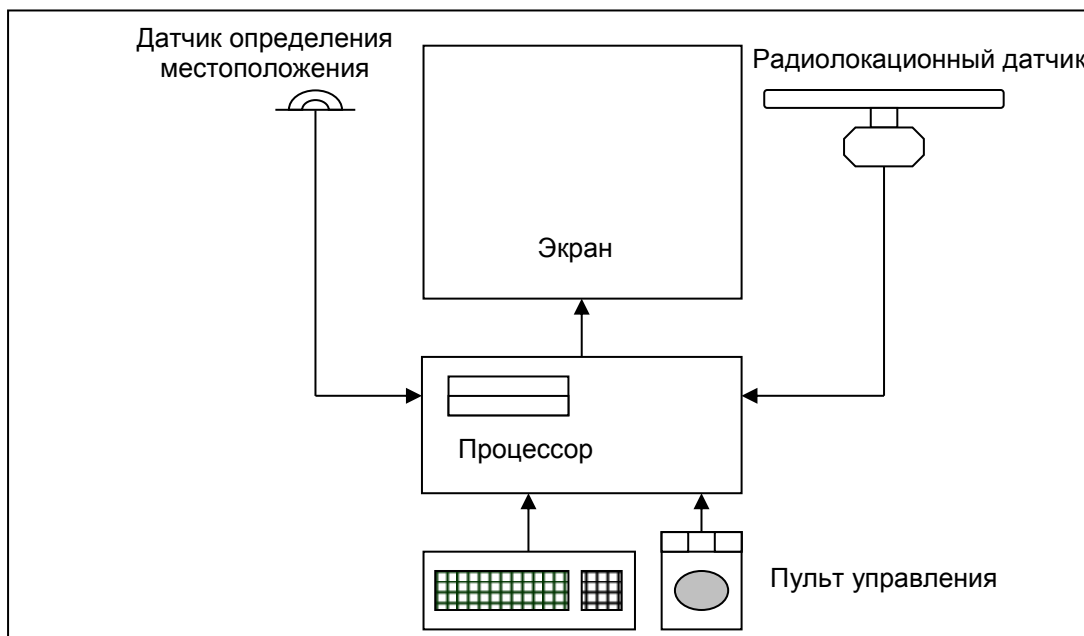 Датчик определения
местоположения
Радиолокационный датчик
Экран
Процессор
Пульт управления